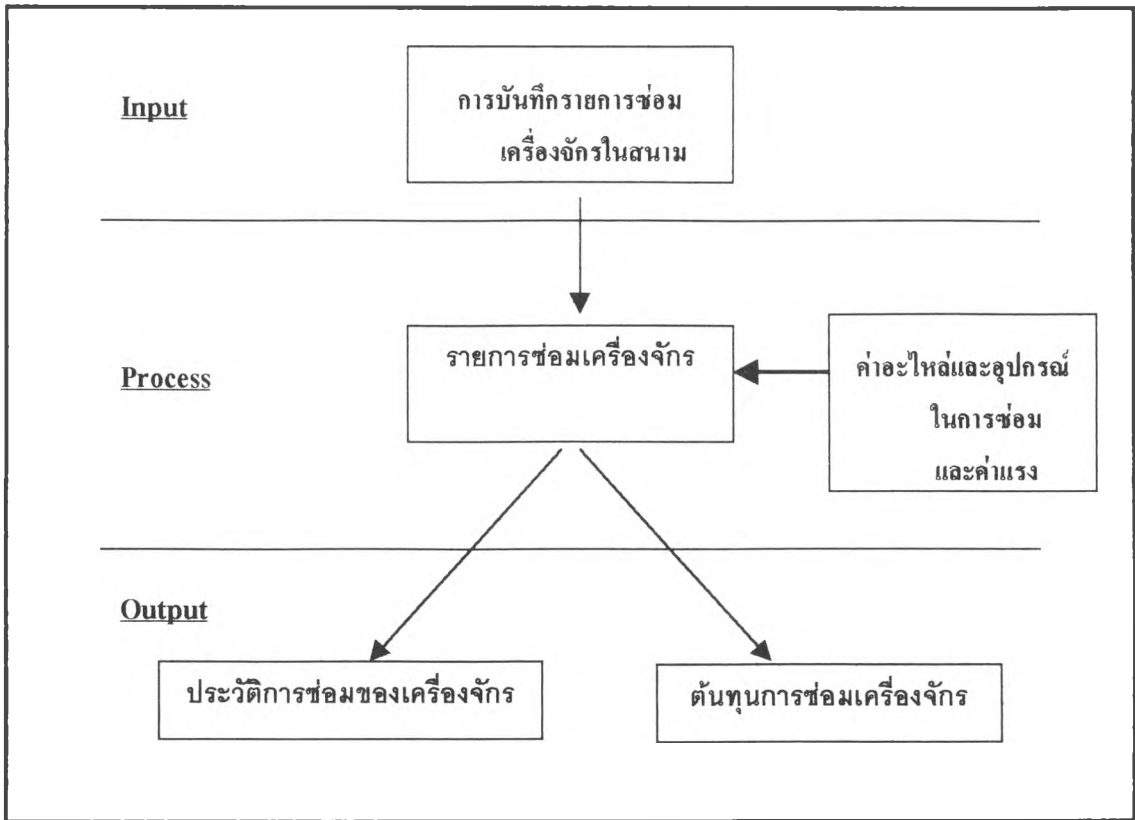 Input
การบันทึกรายการซ่อม
เครื่องจักรในสนาม
Process
รายการซ่อมเครื่องจักร
ค่าอะไหล่และอุปกรณ์
ในการซ่อม
และค่าแรง
Output
ประวัติการซ่อมของเครื่องจักร
ต้นทุนการซ่อมเครื่องจักร